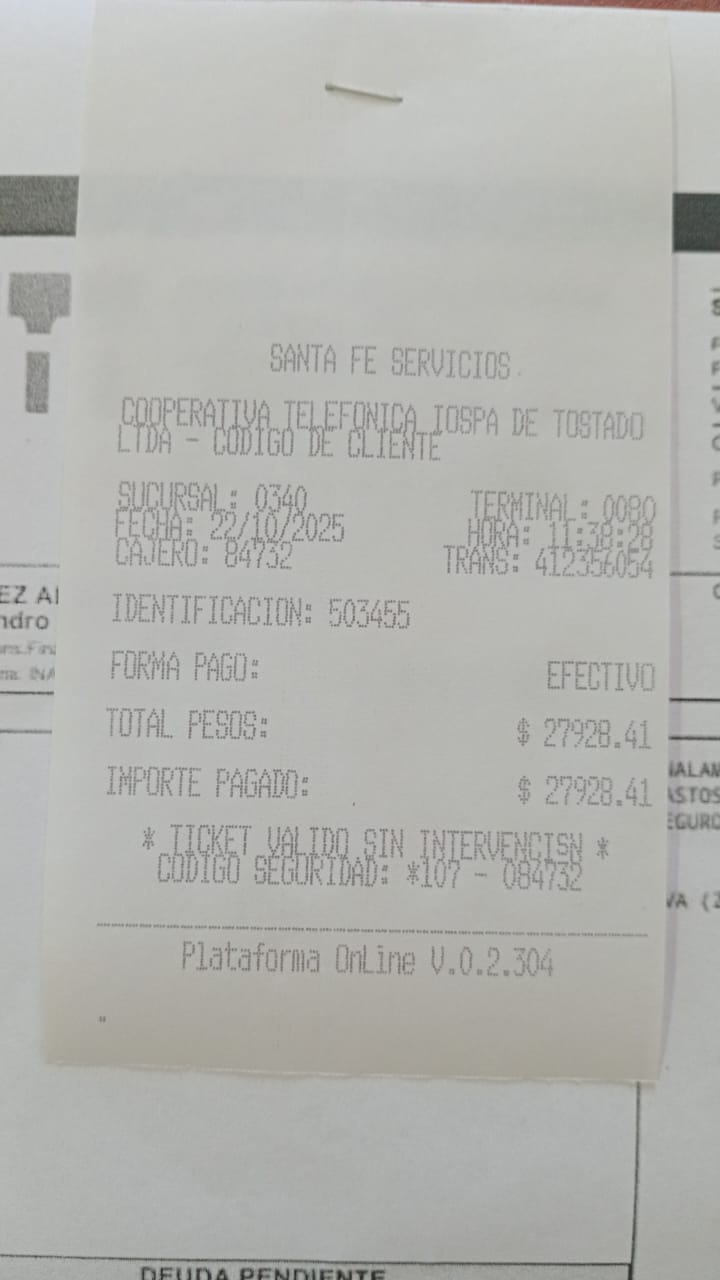 SANTA FE SERVICIOS
COOPERATIVA TELEFONICA IOSPA DE TOSTADO
LTDA - CODIGO DE CLIENTE
SUCURSAL: 0340 TERMINAL: 0080
FECHA: 22/10/2025 HORA: 11:38:28
CAJERO: 84732 TRANS: 412356054
IDENTIFICACION: 503455
FORMA PAGO: EFECTIVO
TOTAL PESOS: $ 27928.41
IMPORTE PAGADO: $ 27928.41
* TICKET VALIDO SIN INTERVENCISN *
CODIGO SEGURIDAD: *107 - 084732
Plataforma OnLine V.0.2.304
DEUDA PENDIENTE